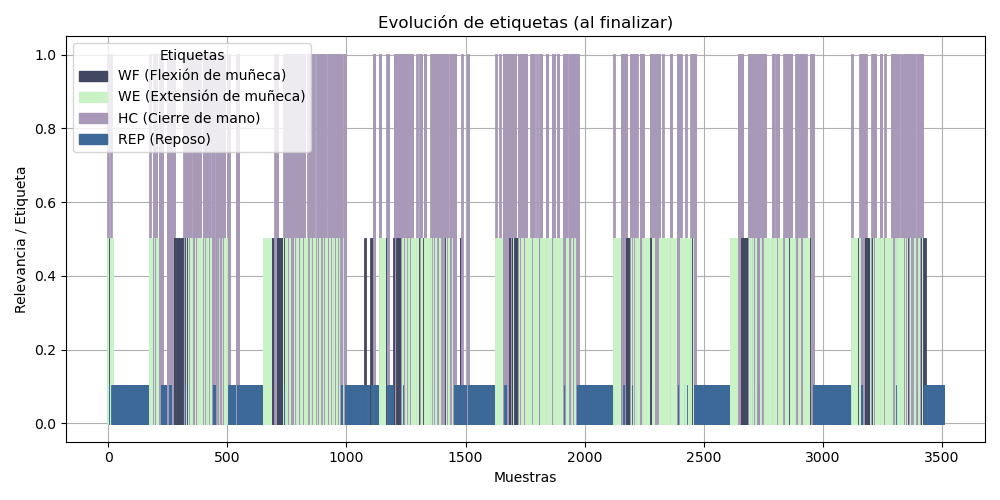 Evolución de etiquetas (al finalizar)
Etiquetas
WF (Flexión de muñeca)
WE (Extensión de muñeca)
HC (Cierre de mano)
REP (Reposo)
Relevancia / Etiqueta
1.0
0.8
0.6
0.4
0.2
0.0
0 500 1000 1500 2000 2500 3000 3500
Muestras